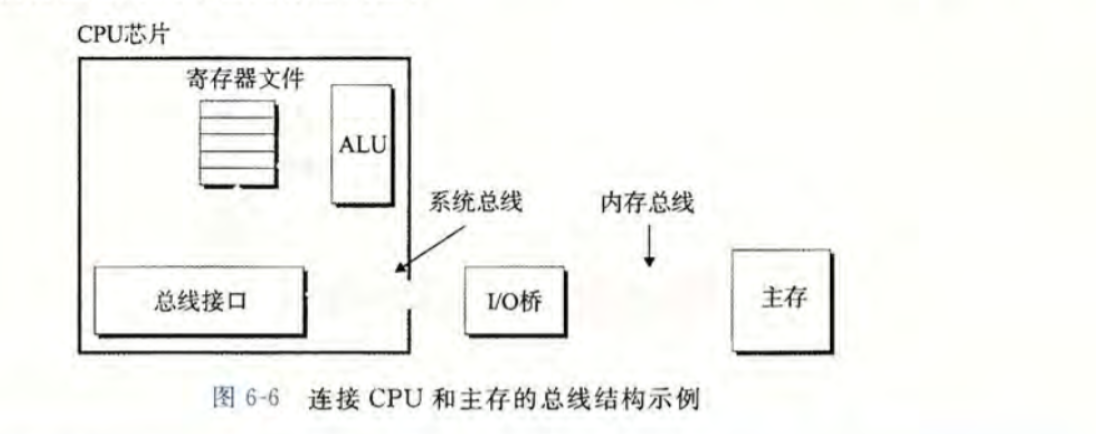 CPU芯片
寄存器文件
ALU
系统总线
内存总线
总线接口
I/O桥
主存
图 6-6 连接 CPU 和主存的总线结构示例